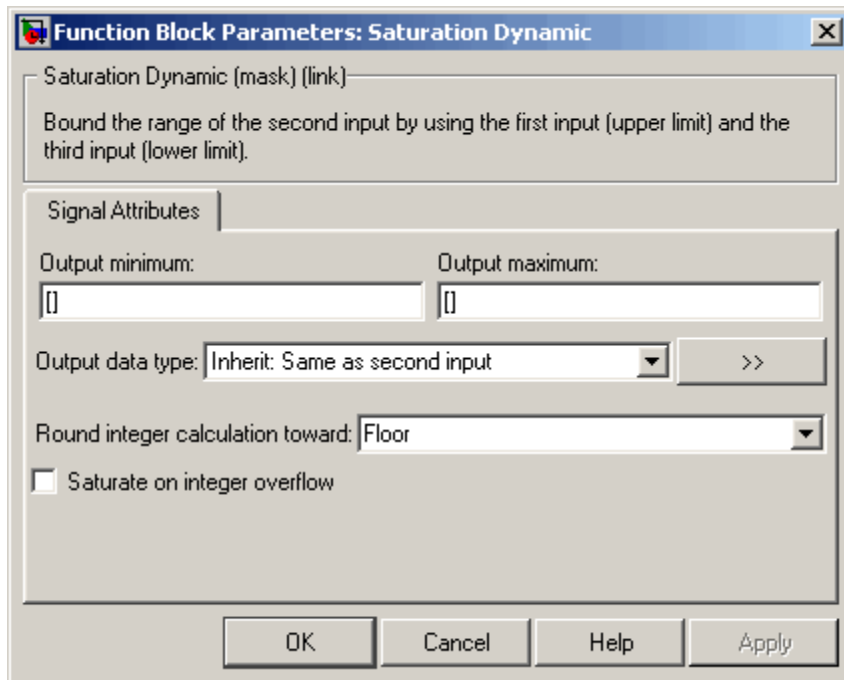 Function Block Parameters: Saturation Dynamic
Saturation Dynamic (mask) (link)
Bound the range of the second input by using the first input (upper limit) and the
third input (lower limit).
Signal Attributes
Output minimum: Output maximum:
[] []
Output data type: Inherit: Same as second input >>
Round integer calculation toward: Floor
Saturate on integer overflow
OK Cancel Help Apply